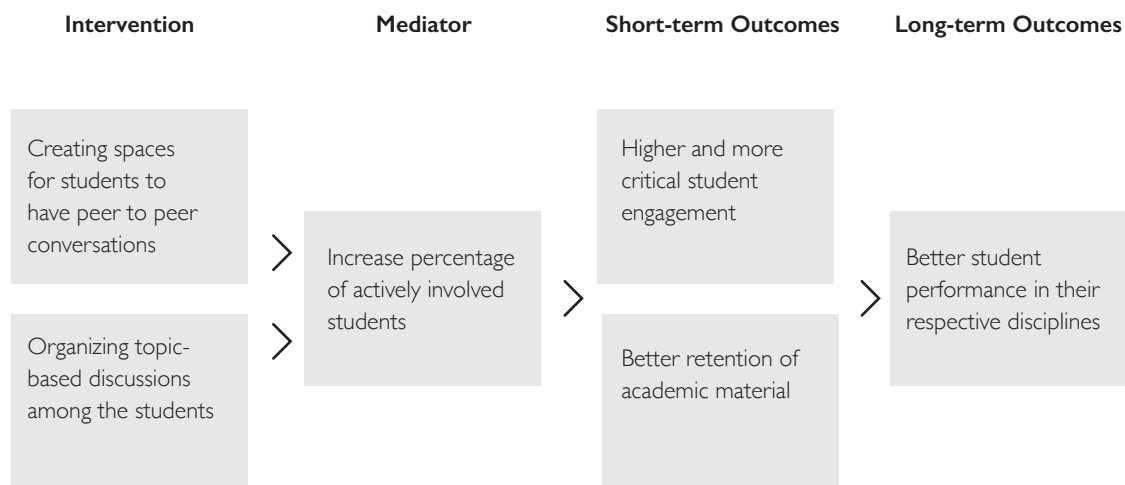 Intervention
Mediator
Short-term Outcomes
Long-term Outcomes
Creating spaces
for students to
have peer to peer
conversations
Organizing topic-
based discussions
among the students
Increase percentage
of actively involved
students
Higher and more
critical student
engagement
Better retention of
academic material
Better student
performance in their
respective disciplines